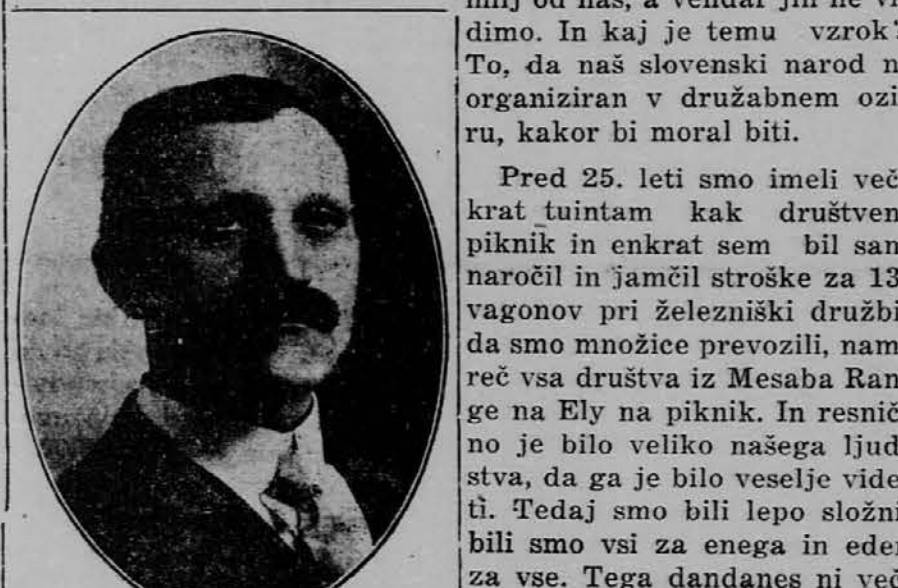 dimo. In kaj je temu vzrok?
To, da naš slovenski narod n
organiziran v družabnem ozi
ru, kakor bi moral biti.
Pred 25. leti smo imeli več
krat tuintam kak društven
piknik in enkrat sem bil sam
naročil in jamčil stroške za 13
vagonov pri železniški družbi
da smo množice prevozili, nam
reč vsa društva iz Mesaba Ran
ge na Ely na piknik. In resnič
no je bilo veliko našega ljud
stva, da ga je bilo veselje vide
ti. Tedaj smo bili lepo složni
bili smo vsi za enega in eden
za vse. Tega dandanes ni več